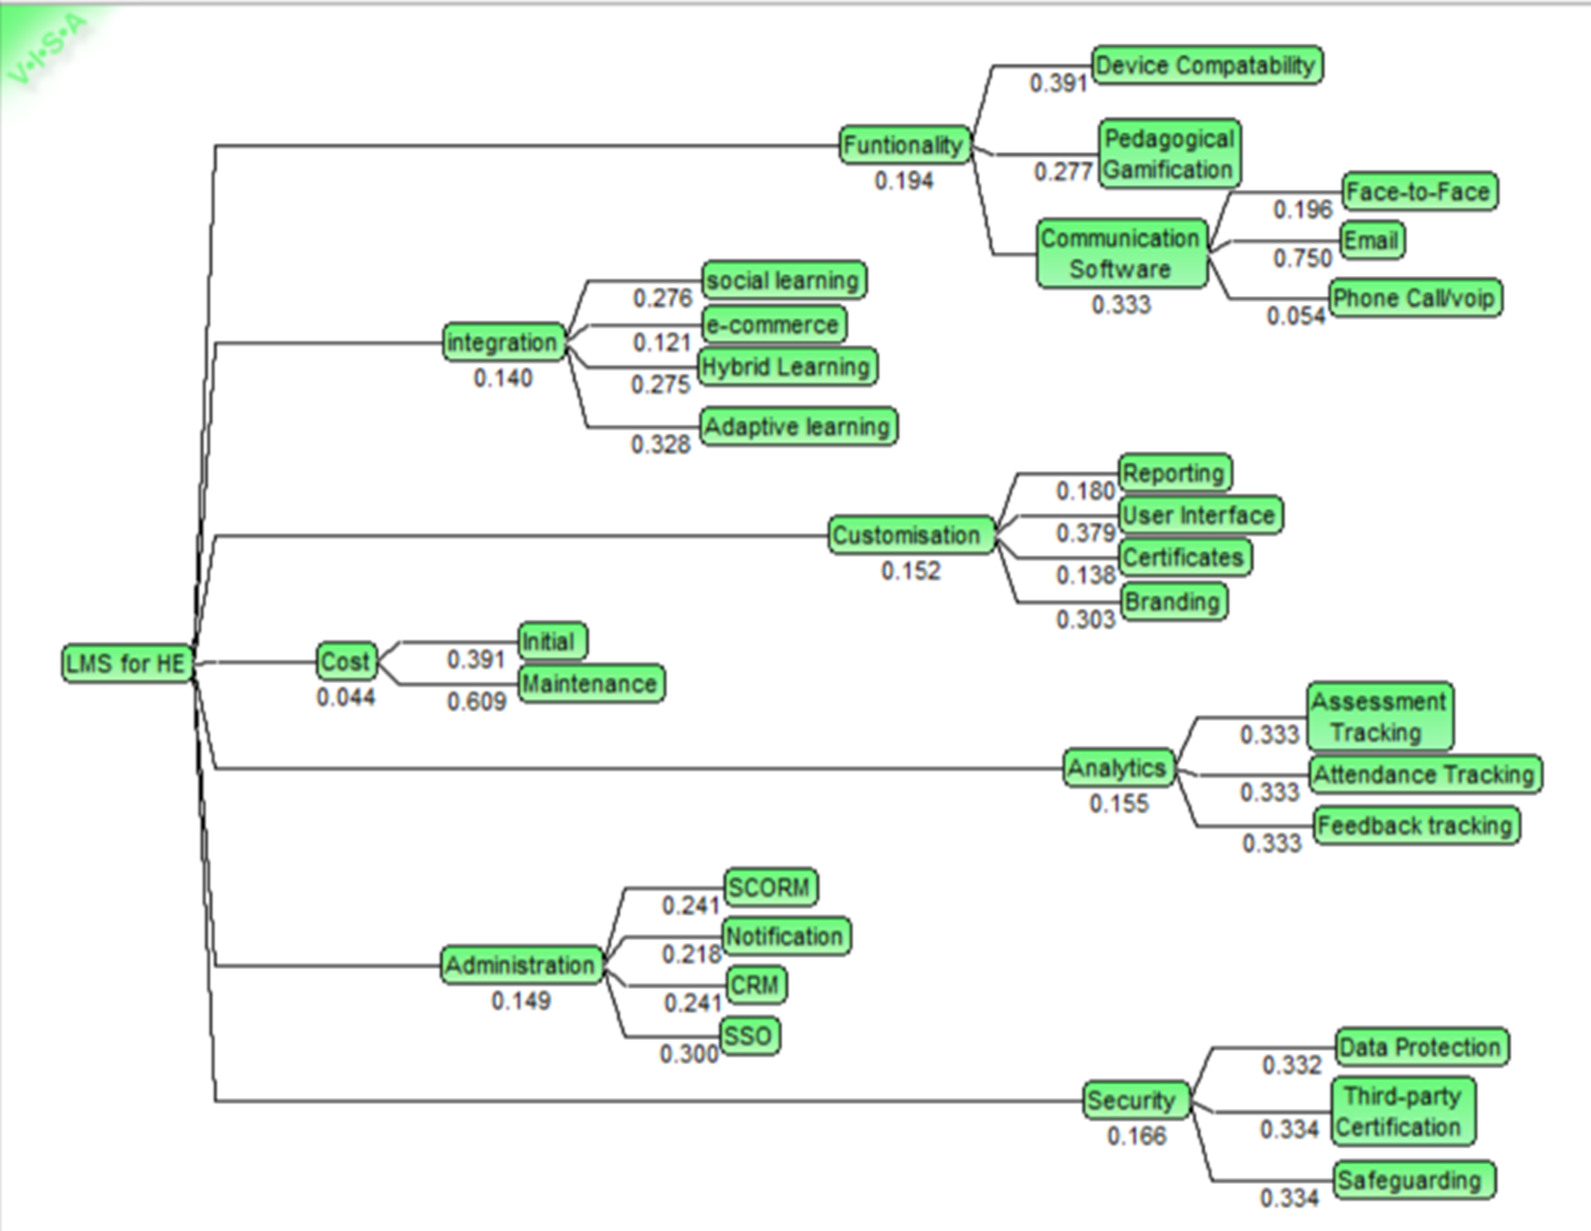 V•I•S•A
Device Compatability
0.391
Funtionality
0.194
Pedagogical
Gamification
0.277
Communication
Software
0.333
Face-to-Face
0.196
Email
0.750
Phone Call/voip
0.054
integration
0.140
social learning
0.276
e-commerce
0.121
Hybrid Learning
0.275
Adaptive learning
0.328
Customisation
0.152
Reporting
0.180
User Interface
0.379
Certificates
0.138
Branding
0.303
LMS for HE
Cost
0.044
Initial
0.391
Maintenance
0.609
Analytics
0.155
Assessment
Tracking
0.333
Attendance Tracking
0.333
Feedback tracking
0.333
Administration
0.149
SCORM
0.241
Notification
0.218
CRM
0.241
SSO
0.300
Security
0.166
Data Protection
0.332
Third-party
Certification
0.334
Safeguarding
0.334